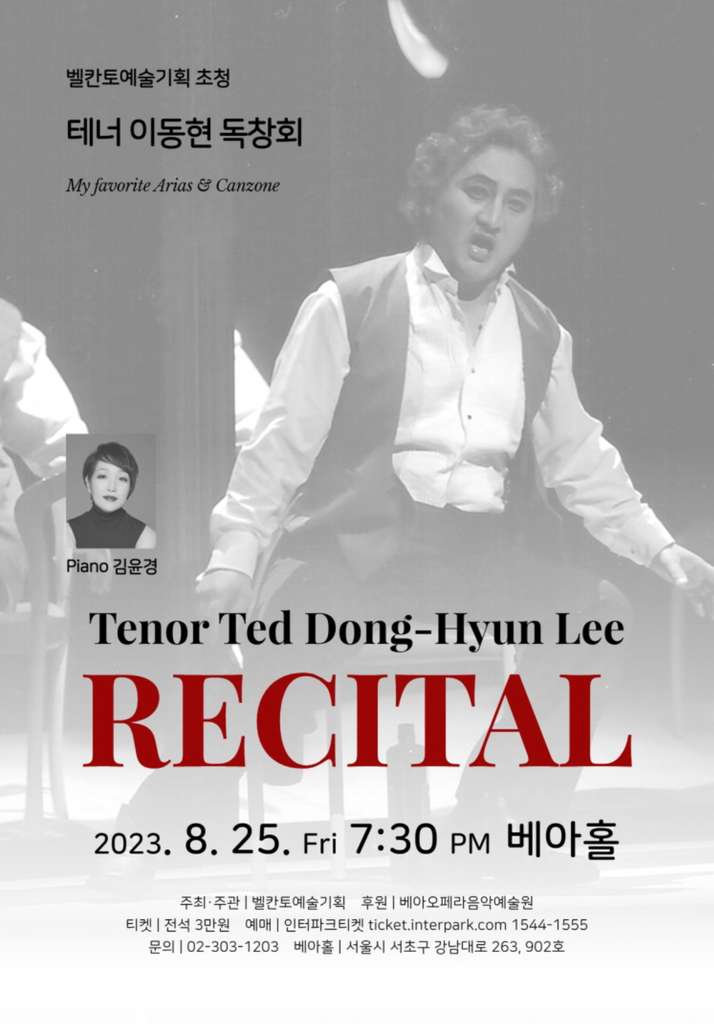 벨칸토예술기획 초청
테너 이동현 독창회
My favorite Arias & Canzone
Piano 김윤경
Tenor Ted Dong-Hyun Lee
RECITAL
2023. 8. 25. Fri 7:30 PM 베아홀
주최·주관 | 벨칸토예술기획 후원 | 베아오페라음악예술원
티켓 | 전석 3만원 예매 | 인터파크티켓 ticket.interpark.com 1544-1555
문의 | 02-303-1203 베아홀 | 서울시 서초구 강남대로 263, 902호